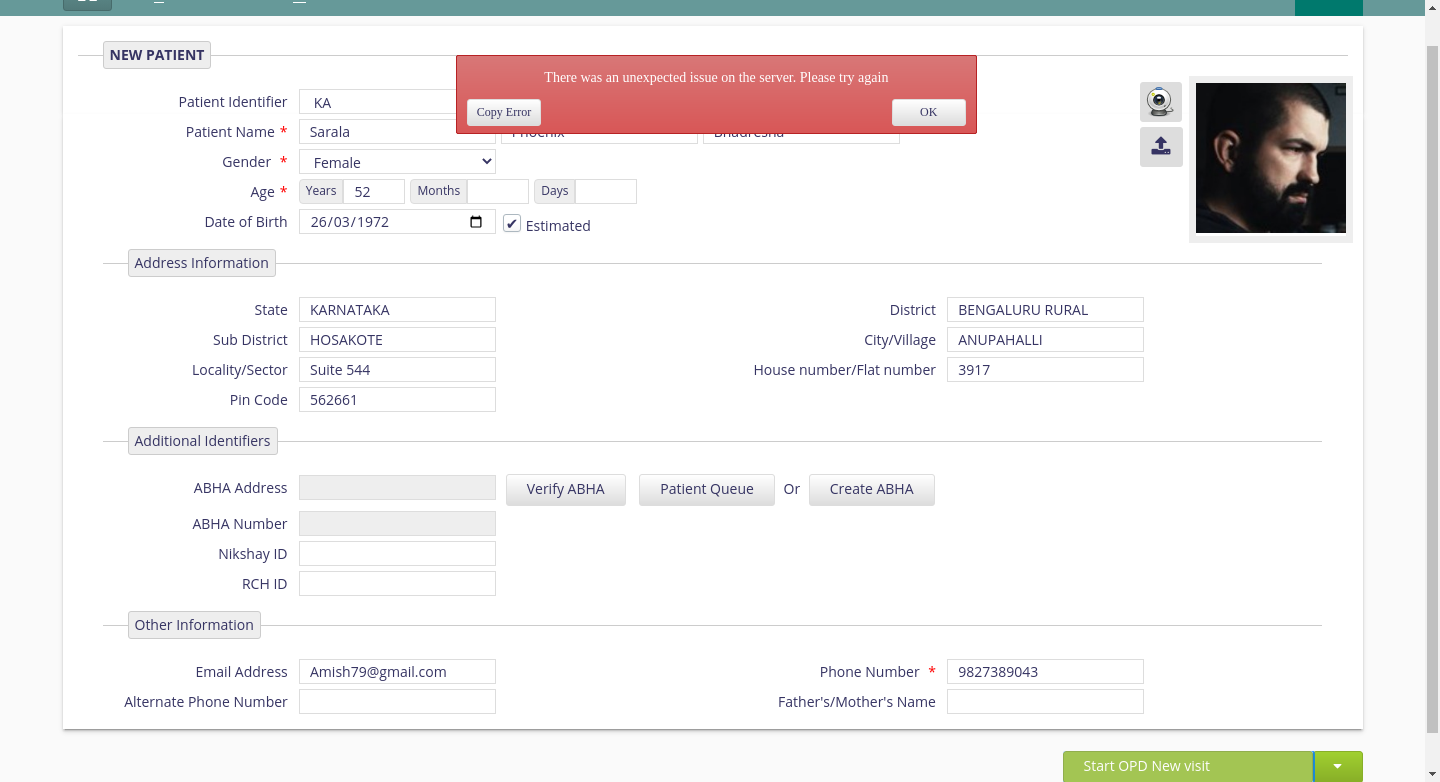 NEW PATIENT
There was an unexpected issue on the server. Please try again
Copy Error OK
Patient Identifier KA
Patient Name * Sarala Phoenix Bhadresha
Gender * Female
Age * Years 52 Months Days
Date of Birth 26/03/1972 ✔ Estimated
Address Information
State KARNATAKA District BENGALURU RURAL
Sub District HOSAKOTE City/Village ANUPAHALLI
Locality/Sector Suite 544 House number/Flat number 3917
Pin Code 562661
Additional Identifiers
ABHA Address Verify ABHA Patient Queue Or Create ABHA
ABHA Number
Nikshay ID
RCH ID
Other Information
Email Address Amish79@gmail.com Phone Number * 9827389043
Alternate Phone Number Father's/Mother's Name
Start OPD New visit